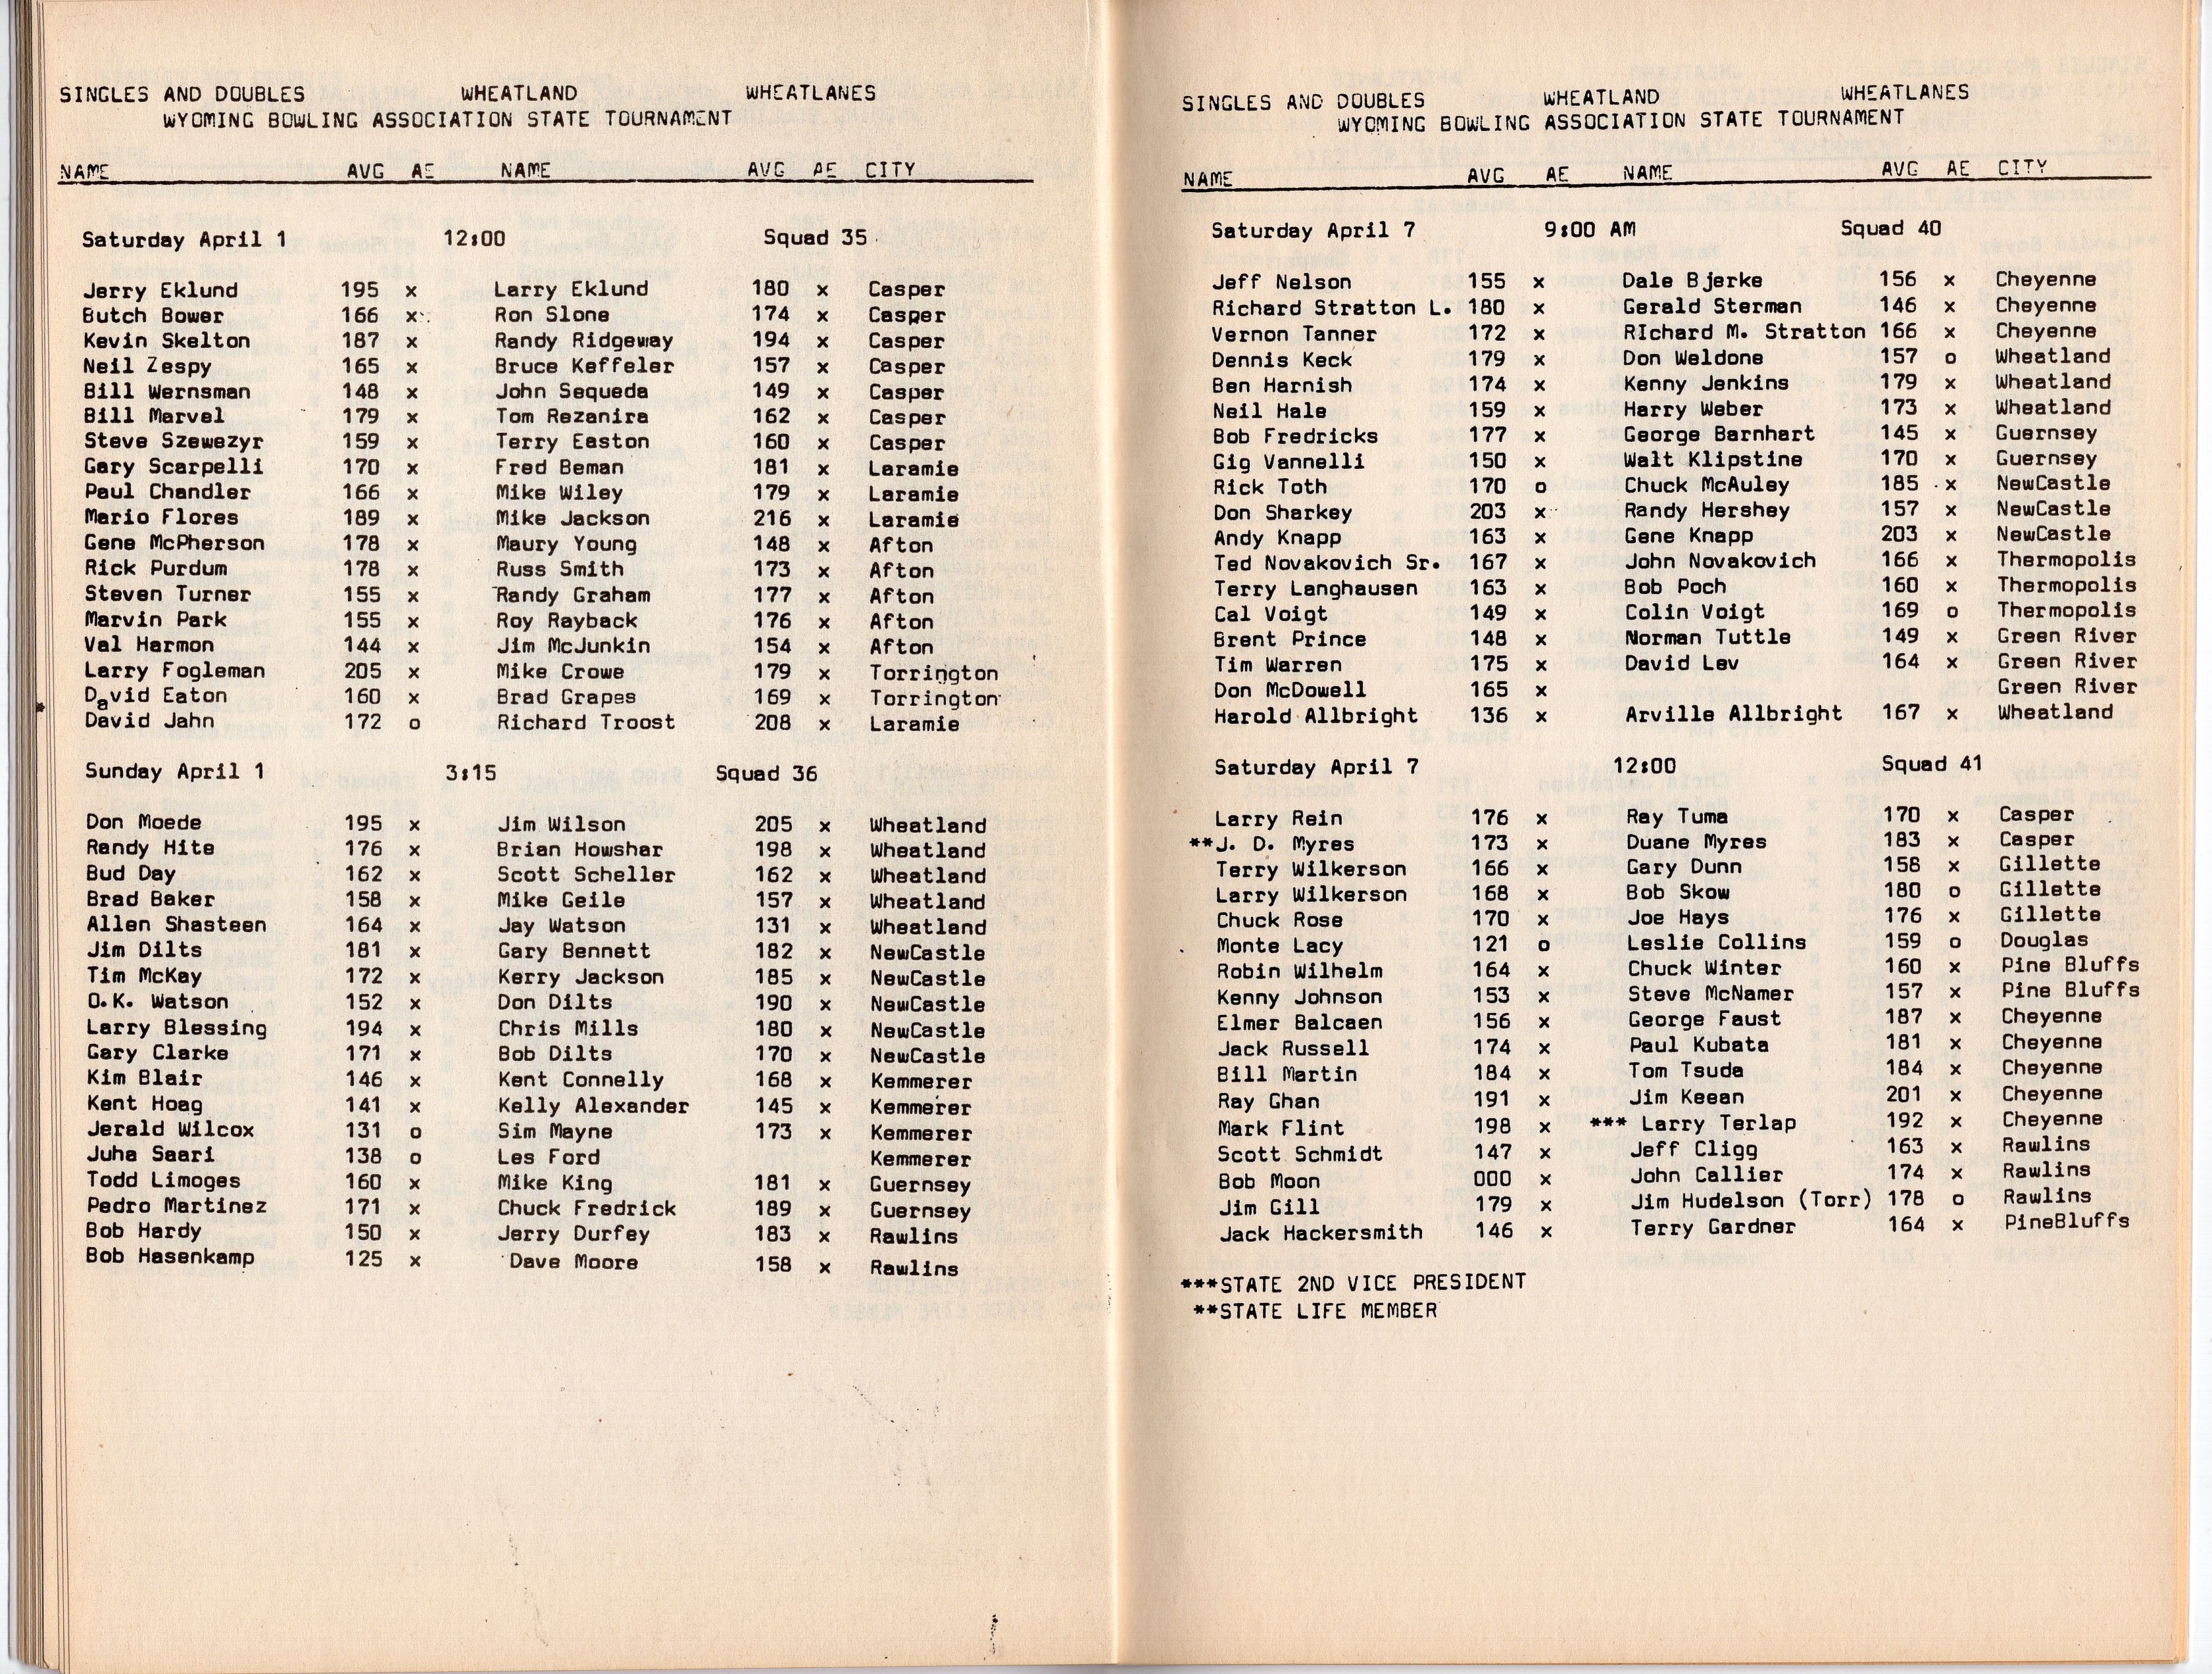 SINGLES AND DOUBLES WHEATLAND WHEATLANES
WYOMING BOWLING ASSOCIATION STATE TOURNAMENT
NAME AVG AE NAME AVG AE CITY
Saturday April 1 12:00 Squad 35
Jerry Eklund 195 x Larry Eklund 180 x Casper
Butch Bower 166 x Ron Slone 174 x Casper
Kevin Skelton 187 x Randy Ridgeway 194 x Casper
Neil Zespy 165 x Bruce Keffeler 157 x Casper
Bill Wernsman 148 x John Sequeda 149 x Casper
Bill Marvel 179 x Tom Rezanira 162 x Casper
Steve Szewezyr 159 x Terry Easton 160 x Casper
Gary Scarpelli 170 x Fred Beman 181 x Laramie
Paul Chandler 166 x Mike Wiley 179 x Laramie
Mario Flores 189 x Mike Jackson 216 x Laramie
Gene McPherson 178 x Maury Young 148 x Afton
Rick Purdum 178 x Russ Smith 173 x Afton
Steven Turner 155 x Randy Graham 177 x Afton
Marvin Park 155 x Roy Rayback 176 x Afton
Val Harmon 144 x Jim McJunkin 154 x Afton
Larry Fogleman 205 x Mike Crowe 179 x Torrington
David Eaton 160 x Brad Grapes 169 x Torrington
David Jahn 172 o Richard Troost 208 x Laramie
Sunday April 1 3:15 Squad 36
Don Moede 195 x Jim Wilson 205 x Wheatland
Randy Hite 176 x Brian Howshar 198 x Wheatland
Bud Day 162 x Scott Scheller 162 x Wheatland
Brad Baker 158 x Mike Geile 157 x Wheatland
Allen Shasteen 164 x Jay Watson 131 x Wheatland
Jim Dilts 181 x Gary Bennett 182 x NewCastle
Tim McKay 172 x Kerry Jackson 185 x NewCastle
O.K. Watson 152 x Don Dilts 190 x NewCastle
Larry Blessing 194 x Chris Mills 180 x NewCastle
Gary Clarke 171 x Bob Dilts 170 x NewCastle
Kim Blair 146 x Kent Connelly 168 x Kemmerer
Kent Hoag 141 x Kelly Alexander 145 x Kemmerer
Jerald Wilcox 131 o Sim Mayne 173 x Kemmerer
Juha Saari 138 o Les Ford Kemmerer
Todd Limoges 160 x Mike King 181 x Guernsey
Pedro Martinez 171 x Chuck Fredrick 189 x Guernsey
Bob Hardy 150 x Jerry Durfey 183 x Rawlins
Bob Hasenkamp 125 x Dave Moore 158 x Rawlins
SINGLES AND DOUBLES WHEATLAND WHEATLANES
WYOMING BOWLING ASSOCIATION STATE TOURNAMENT
NAME AVG AE NAME AVG AE CITY
Saturday April 7 9:00 AM Squad 40
Jeff Nelson 155 x Dale Bjerke 156 x Cheyenne
Richard Stratton L. 180 x Gerald Sterman 146 x Cheyenne
Vernon Tanner 172 x RIchard M. Stratton 166 x Cheyenne
Dennis Keck 179 x Don Weldone 157 o Wheatland
Ben Harnish 174 x Kenny Jenkins 179 x Wheatland
Neil Hale 159 x Harry Weber 173 x Wheatland
Bob Fredricks 177 x George Barnhart 145 x Guernsey
Gig Vannelli 150 x Walt Klipstine 170 x Guernsey
Rick Toth 170 o Chuck McAuley 185 x NewCastle
Don Sharkey 203 x Randy Hershey 157 x NewCastle
Andy Knapp 163 x Gene Knapp 203 x NewCastle
Ted Novakovich Sr. 167 x John Novakovich 166 x Thermopolis
Terry Langhausen 163 x Bob Poch 160 x Thermopolis
Cal Voigt 149 x Colin Voigt 169 o Thermopolis
Brent Prince 148 x Norman Tuttle 149 x Green River
Tim Warren 175 x David Lev 164 x Green River
Don McDowell 165 x Green River
Harold Allbright 136 x Arville Allbright 167 x Wheatland
Saturday April 7 12:00 Squad 41
Larry Rein 176 x Ray Tuma 170 x Casper
**J. D. Myres 173 x Duane Myres 183 x Casper
Terry Wilkerson 166 x Gary Dunn 158 x Gillette
Larry Wilkerson 168 x Bob Skow 180 o Gillette
Chuck Rose 170 x Joe Hays 176 x Gillette
Monte Lacy 121 o Leslie Collins 159 o Douglas
Robin Wilhelm 164 x Chuck Winter 160 x Pine Bluffs
Kenny Johnson 153 x Steve McNamer 157 x Pine Bluffs
Elmer Balcaen 156 x George Faust 187 x Cheyenne
Jack Russell 174 x Paul Kubata 181 x Cheyenne
Bill Martin 184 x Tom Tsuda 184 x Cheyenne
Ray Ghan 191 x Jim Keean 201 x Cheyenne
Mark Flint 198 x *** Larry Terlap 192 x Cheyenne
Scott Schmidt 147 x Jeff Cligg 163 x Rawlins
Bob Moon 000 x John Callier 174 x Rawlins
Jim Gill 179 x Jim Hudelson (Torr) 178 o Rawlins
Jack Hackersmith 146 x Terry Gardner 164 x PineBluffs
***STATE 2ND VICE PRESIDENT
**STATE LIFE MEMBER